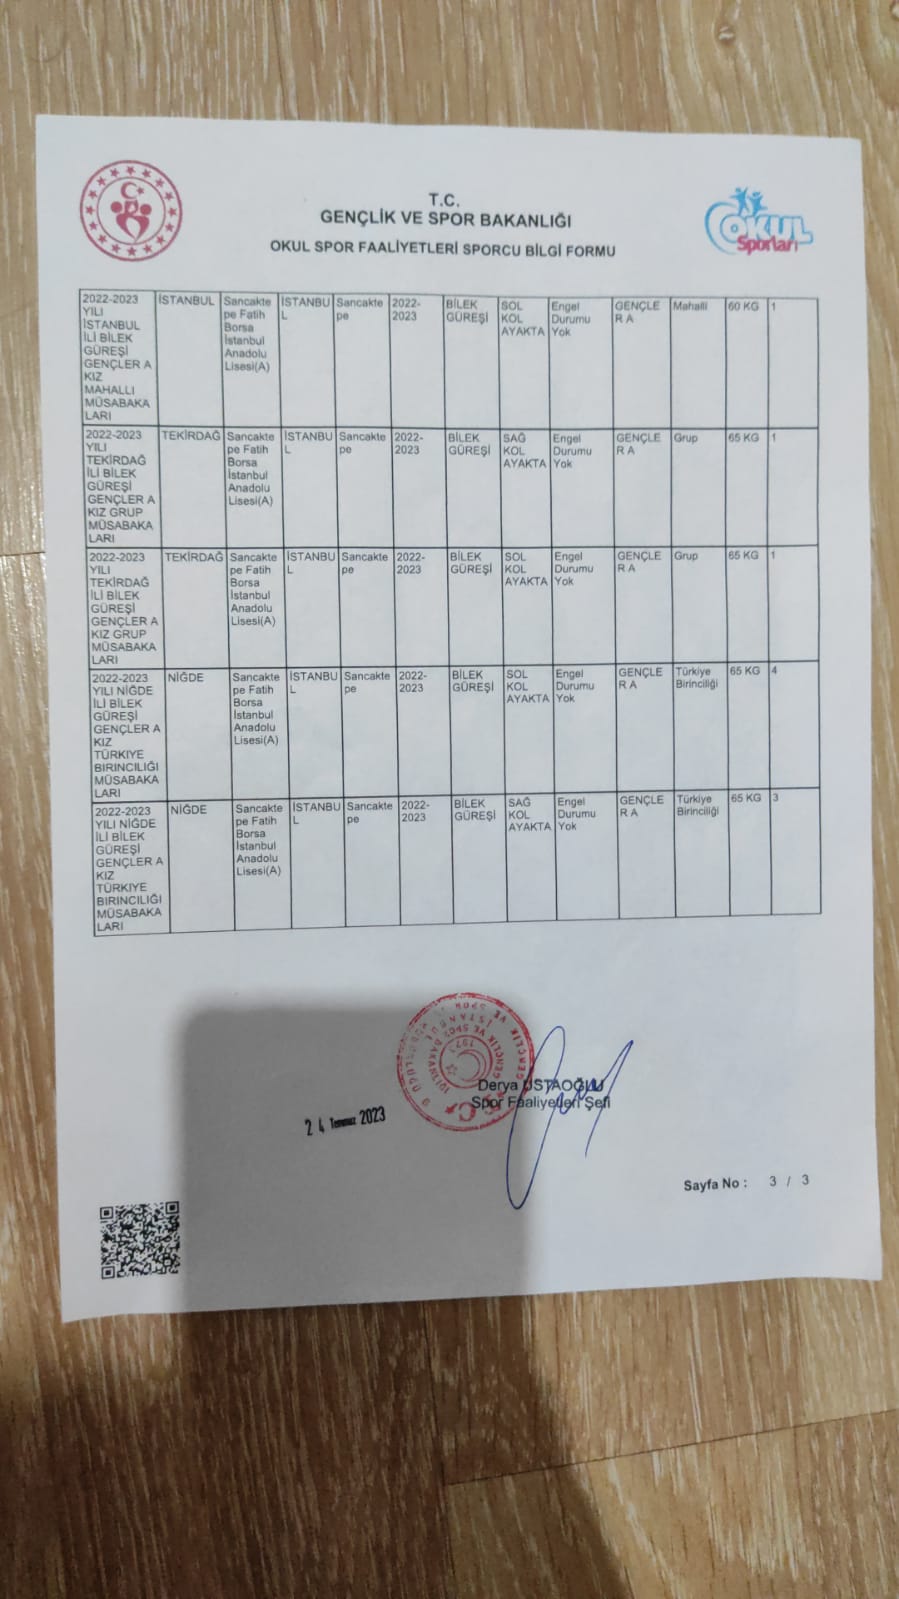 T.C.
GENÇLİK VE SPOR BAKANLIĞI
OKUL SPOR FAALİYETLERİ SPORCU BİLGİ FORMU
OKUL
Sporları
2022-2023 YILI İSTANBUL İLİ BİLEK GÜREŞİ GENÇLER A KIZ MAHALLİ MÜSABAKALARI İSTANBUL Sancaktepe Fatih Borsa İstanbul Anadolu Lisesi(A) İSTANBUL Sancaktepe 2022-2023 BİLEK GÜREŞİ SOL KOL AYAKTA Engel Durumu Yok GENÇLER A Mahalli 60 KG 1
2022-2023 YILI TEKİRDAĞ İLİ BİLEK GÜREŞİ GENÇLER A KIZ GRUP MÜSABAKALARI TEKİRDAĞ Sancaktepe Fatih Borsa İstanbul Anadolu Lisesi(A) İSTANBUL Sancaktepe 2022-2023 BİLEK GÜREŞİ SAĞ KOL AYAKTA Engel Durumu Yok GENÇLER A Grup 65 KG 1
2022-2023 YILI TEKİRDAĞ İLİ BİLEK GÜREŞİ GENÇLER A KIZ GRUP MÜSABAKALARI TEKİRDAĞ Sancaktepe Fatih Borsa İstanbul Anadolu Lisesi(A) İSTANBUL Sancaktepe 2022-2023 BİLEK GÜREŞİ SOL KOL AYAKTA Engel Durumu Yok GENÇLER A Grup 65 KG 1
2022-2023 YILI NİĞDE İLİ BİLEK GÜREŞİ GENÇLER A KIZ TÜRKIYE BIRINCILIĞI MÜSABAKALARI NİĞDE Sancaktepe Fatih Borsa İstanbul Anadolu Lisesi(A) İSTANBUL Sancaktepe 2022-2023 BİLEK GÜREŞİ SOL KOL AYAKTA Engel Durumu Yok GENÇLER A Türkiye Birinciliği 65 KG 4
2022-2023 YILI NİĞDE İLİ BİLEK GÜREŞİ GENÇLER A KIZ TÜRKIYE BIRINCILIĞI MÜSABAKALARI NİĞDE Sancaktepe Fatih Borsa İstanbul Anadolu Lisesi(A) İSTANBUL Sancaktepe 2022-2023 BİLEK GÜREŞİ SAĞ KOL AYAKTA Engel Durumu Yok GENÇLER A Türkiye Birinciliği 65 KG 3
Derya USTAOĞLU
Spor Faaliyetleri Şefi
24 Temmuz 2023
Sayfa No : 3 / 3